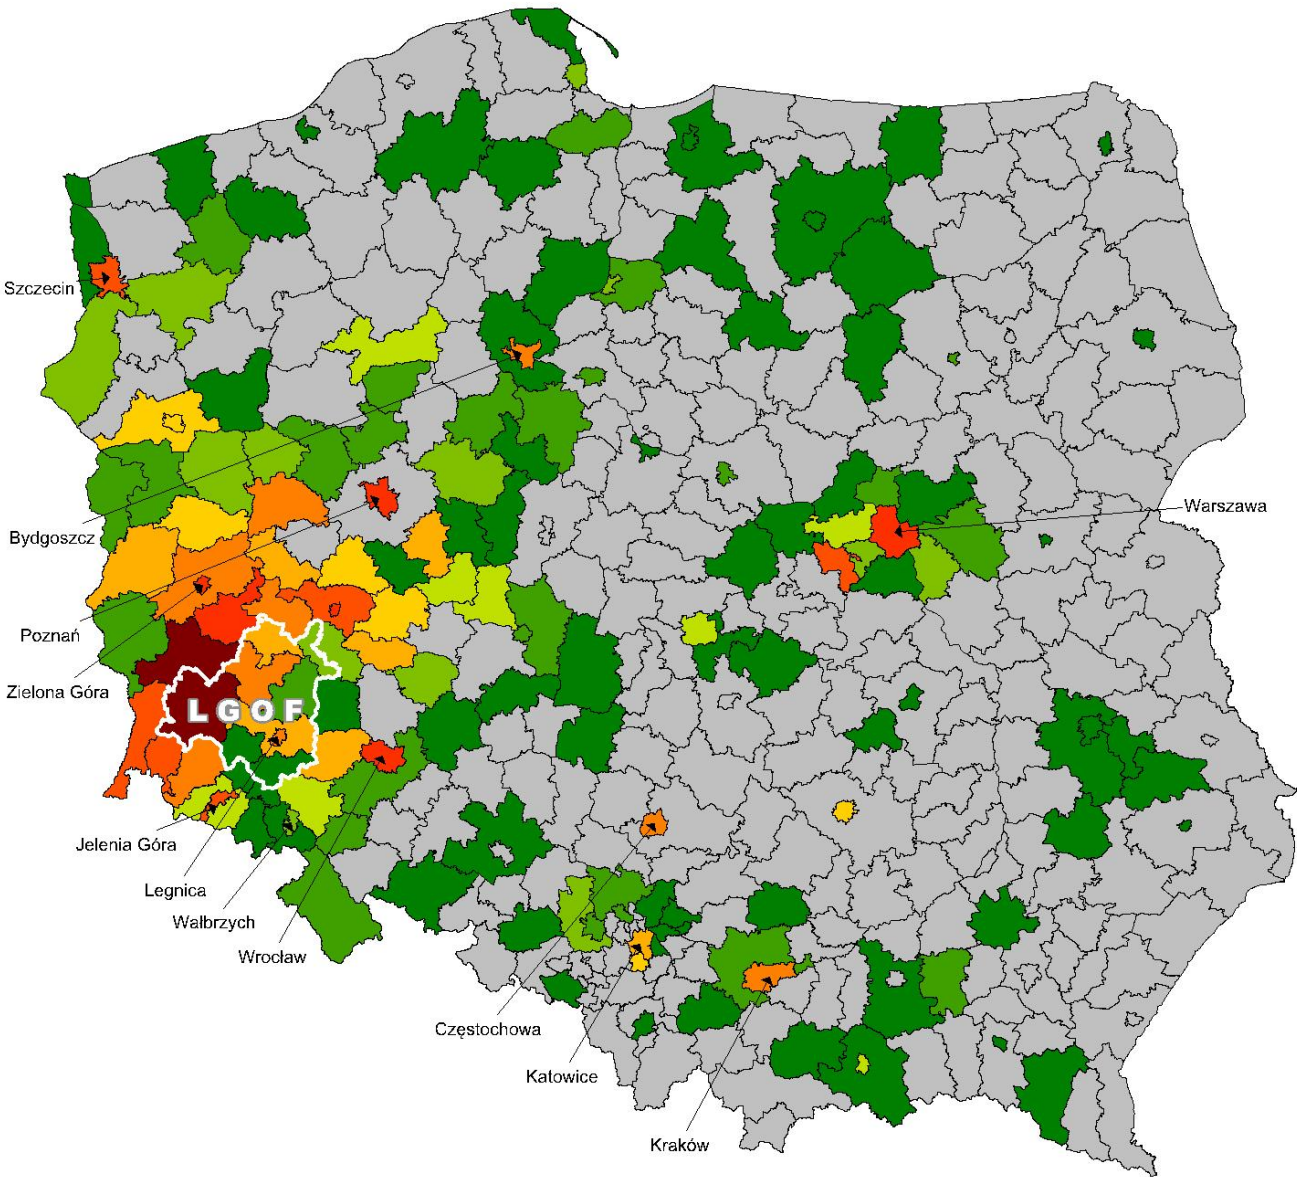 Szczecin
Bydgoszcz
Warszawa
Poznań
Zielona Góra
LGOF
Jelenia Góra
Legnica
Wałbrzych
Wrocław
Częstochowa
Katowice
Kraków